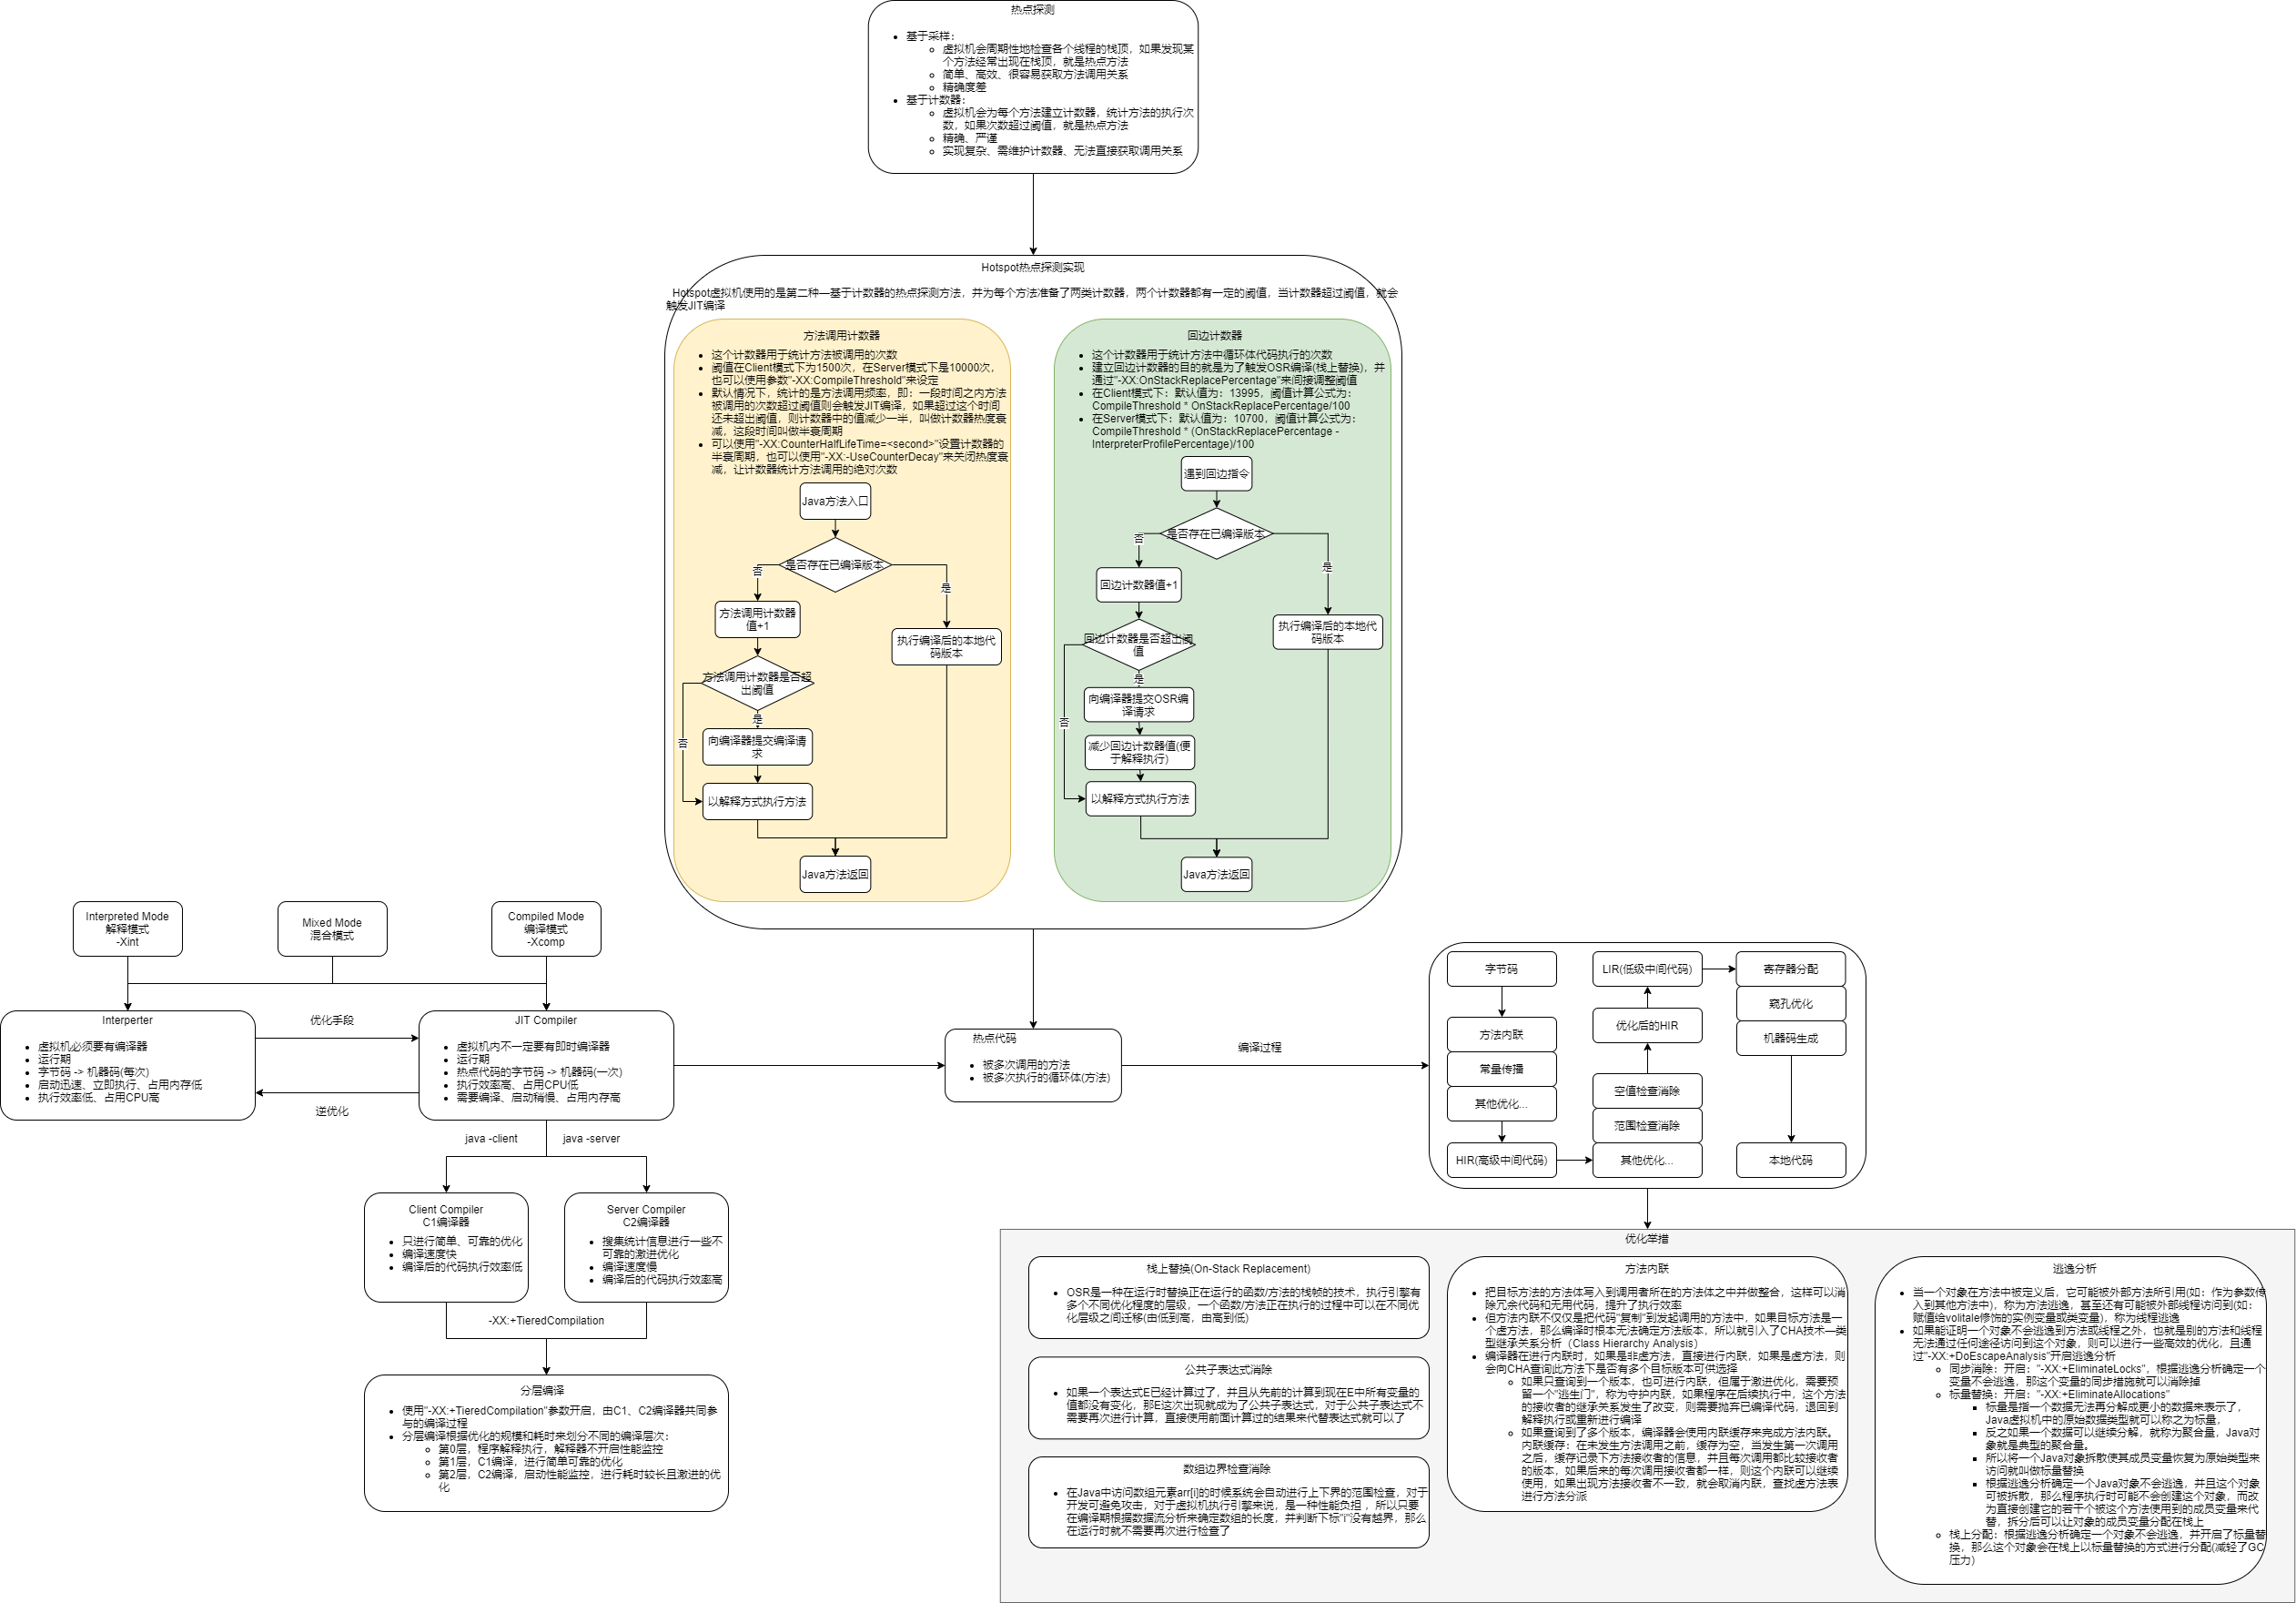 热点探测
基于采样：
虚拟机会周期性地检查各个线程的栈顶，如果发现某
个方法经常出现在栈顶，就是热点方法
简单、高效、很容易获取方法调用关系
精确度差
基于计数器：
虚拟机会为每个方法建立计数器，统计方法的执行次
数，如果次数超过阈值，就是热点方法
精确、严谨
实现复杂、需维护计数器、无法直接获取调用关系
Hotspot热点探测实现
Hotspot虚拟机使用的是第二种—基于计数器的热点探测方法，并为每个方法准备了两类计数器，两个计数器都有一定的阈值，当计数器超过阈值，就会
触发JIT编译
方法调用计数器
这个计数器用于统计方法被调用的次数
阈值在Client模式下为1500次，在Server模式下是10000次，
也可以使用参数"-XX:CompileThreshold"来设定
默认情况下，统计的是方法调用频率，即：一段时间之内方法
被调用的次数超过阈值则会触发JIT编译，如果超过这个时间
还未超出阈值，则计数器中的值减少一半，叫做计数器热度衰
减，这段时间叫做半衰周期
可以使用"-XX:CounterHalfLifeTime=<second>"设置计数器的
半衰周期，也可以使用"-XX:-UseCounterDecay"来关闭热度衰
减，让计数器统计方法调用的绝对次数
Java方法入口
是否存在已编译版本
否
是
方法调用计数器
值+1
执行编译后的本地代
码版本
方法调用计数器是否超
出阈值
是
否
向编译器提交编译请
求
以解释方式执行方法
Java方法返回
回边计数器
这个计数器用于统计方法中循环体代码执行的次数
建立回边计数器的目的就是为了触发OSR编译(栈上替换)，并
通过"-XX:OnStackReplacePercentage"来间接调整阈值
在Client模式下：默认值为：13995，阈值计算公式为：
CompileThreshold * OnStackReplacePercentage/100
在Server模式下：默认值为：10700，阈值计算公式为：
CompileThreshold * (OnStackReplacePercentage -
InterpreterProfilePercentage)/100
遇到回边指令
是否存在已编译版本
否
是
回边计数器值+1
执行编译后的本地代
码版本
回边计数器是否超出阈
值
是
否
向编译器提交OSR编
译请求
减少回边计数器值(便
于解释执行)
以解释方式执行方法
Java方法返回
Interpreted Mode
解释模式
-Xint
Mixed Mode
混合模式
Compiled Mode
编译模式
-Xcomp
Interperter
虚拟机必须要有编译器
运行期
字节码 -> 机器码(每次)
启动迅速、立即执行、占用内存低
执行效率低、占用CPU高
优化手段
逆优化
JIT Compiler
虚拟机内不一定要有即时编译器
运行期
热点代码的字节码 -> 机器码(一次)
执行效率高、占用CPU低
需要编译、启动稍慢、占用内存高
java -client
java -server
Client Compiler
C1编译器
只进行简单、可靠的优化
编译速度快
编译后的代码执行效率低
Server Compiler
C2编译器
搜集统计信息进行一些不
可靠的激进优化
编译速度慢
编译后的代码执行效率高
-XX:+TieredCompilation
分层编译
使用"-XX:+TieredCompilation"参数开启，由C1、C2编译器共同参
与的编译过程
分层编译根据优化的规模和耗时来划分不同的编译层次：
第0层，程序解释执行，解释器不开启性能监控
第1层，C1编译，进行简单可靠的优化
第2层，C2编译，启动性能监控，进行耗时较长且激进的优
化
热点代码
被多次调用的方法
被多次执行的循环体(方法)
编译过程
字节码
方法内联
常量传播
其他优化...
HIR(高级中间代码)
LIR(低级中间代码)
优化后的HIR
空值检查消除
范围检查消除
其他优化...
寄存器分配
窥孔优化
机器码生成
本地代码
优化举措
栈上替换(On-Stack Replacement)
OSR是一种在运行时替换正在运行的函数/方法的栈帧的技术，执行引擎有
多个不同优化程度的层级，一个函数/方法正在执行的过程中可以在不同优
化层级之间迁移(由低到高，由高到低)
公共子表达式消除
如果一个表达式E已经计算过了，并且从先前的计算到现在E中所有变量的
值都没有变化，那E这次出现就成为了公共子表达式，对于公共子表达式不
需要再次进行计算，直接使用前面计算过的结果来代替表达式就可以了
数组边界检查消除
在Java中访问数组元素arr[i]的时候系统会自动进行上下界的范围检查，对于
开发可避免攻击，对于虚拟机执行引擎来说，是一种性能负担 ，所以只要
在编译期根据数据流分析来确定数组的长度，并判断下标"i"没有越界，那么
在运行时就不需要再次进行检查了
方法内联
把目标方法的方法体写入到调用者所在的方法体之中并做整合，这样可以消
除冗余代码和无用代码，提升了执行效率
但方法内联不仅仅是把代码"复制"到发起调用的方法中，如果目标方法是一
个虚方法，那么编译时根本无法确定方法版本，所以就引入了CHA技术—类
型继承关系分析（Class Hierarchy Analysis）
编译器在进行内联时，如果是非虚方法，直接进行内联，如果是虚方法，则
会向CHA查询此方法下是否有多个目标版本可供选择
如果只查询到一个版本，也可进行内联，但属于激进优化，需要预
留一个"逃生门"，称为守护内联，如果程序在后续执行中，这个方法
的接收者的继承关系发生了改变，则需要抛弃已编译代码，退回到
解释执行或重新进行编译
如果查询到了多个版本，编译器会使用内联缓存来完成方法内联。
内联缓存：在未发生方法调用之前，缓存为空，当发生第一次调用
之后，缓存记录下方法接收者的信息，并且每次调用都比较接收者
的版本，如果后来的每次调用接收者都一样，则这个内联可以继续
使用，如果出现方法接收者不一致，就会取消内联，查找虚方法表
进行方法分派
逃逸分析
当一个对象在方法中被定义后，它可能被外部方法所引用(如：作为参数传
入到其他方法中)，称为方法逃逸，甚至还有可能被外部线程访问到(如：
赋值给volitale修饰的实例变量或类变量)，称为线程逃逸
如果能证明一个对象不会逃逸到方法或线程之外，也就是别的方法和线程
无法通过任何途径访问到这个对象，则可以进行一些高效的优化，且通
过"-XX:+DoEscapeAnalysis"开启逃逸分析
同步消除：开启："-XX:+EliminateLocks"，根据逃逸分析确定一个
变量不会逃逸，那这个变量的同步措施就可以消除掉
标量替换：开启："-XX:+EliminateAllocations"
标量是指一个数据无法再分解成更小的数据来表示了，
Java虚拟机中的原始数据类型就可以称之为标量，
反之如果一个数据可以继续分解，就称为聚合量，Java对
象就是典型的聚合量。
所以将一个Java对象拆散使其成员变量恢复为原始类型来
访问就叫做标量替换
根据逃逸分析确定一个Java对象不会逃逸，并且这个对象
可被拆散，那么程序执行时可能不会创建这个对象，而改
为直接创建它的若干个被这个方法使用到的成员变量来代
替，拆分后可以让对象的成员变量分配在栈上
栈上分配：根据逃逸分析确定一个对象不会逃逸，并开启了标量替
换，那么这个对象会在栈上以标量替换的方式进行分配(减轻了GC
压力)